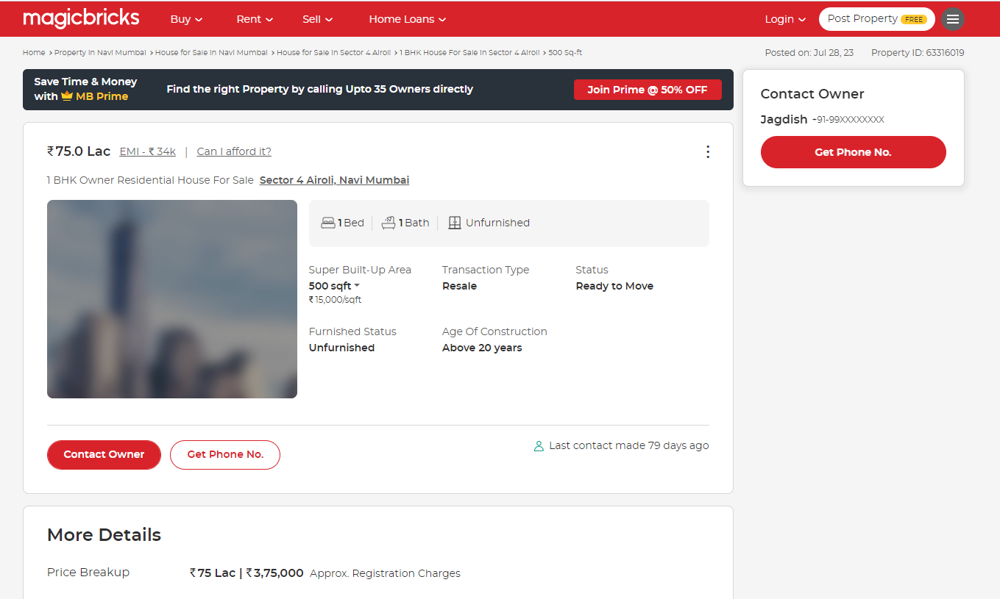 magicbricks
Buy
Rent
Sell
Home Loans
Login
Post Property FREE
Home > Property in Navi Mumbai > House for Sale in Navi Mumbai > House for Sale in Sector 4 Airoli > 1 BHK House For Sale in Sector 4 Airoli > 500 Sq-ft
Posted on: Jul 28, 23 Property ID: 63316019
Save Time & Money
with MB Prime
Find the right Property by calling Upto 35 Owners directly
Join Prime @ 50% OFF
Contact Owner
Jagdish +91-99XXXXXXXX
Get Phone No.
₹75.0 Lac EMI - ₹ 34k | Can I afford it?
1 BHK Owner Residential House For Sale Sector 4 Airoli, Navi Mumbai
1 Bed
1 Bath
Unfurnished
Super Built-Up Area
500 sqft
₹15,000/sqft
Transaction Type
Resale
Status
Ready to Move
Furnished Status
Unfurnished
Age Of Construction
Above 20 years
Contact Owner
Get Phone No.
Last contact made 79 days ago
More Details
Price Breakup ₹75 Lac | ₹3,75,000 Approx. Registration Charges